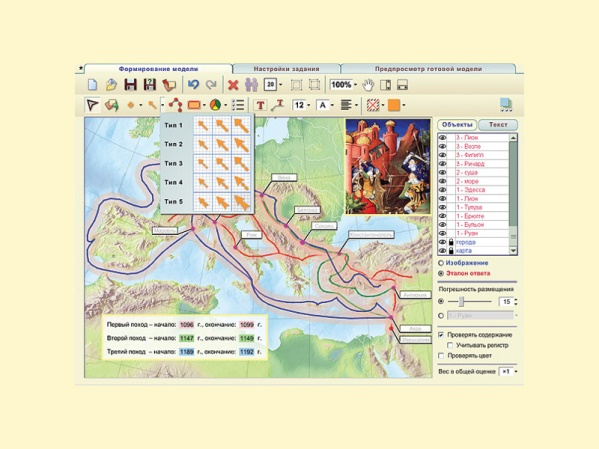 Формирование модели
Настройки задания
Предпросмотр готовой модели
20
100%
12
A
T
Тип 1
Тип 2
Тип 3
Тип 4
Тип 5
Объекты
Текст
3 - Лион
3 - Везле
3 - Филипп
3 - Ричард
2 - суша
2 - море
1 - Эдесса
1 - Лион
1 - Тулуза
1 - Брюгге
1 - Бульон
1 - Руан
города
карта
Изображение
Эталон ответа
Погрешность размещения
15
1 - Руан
Проверять содержание
Учитывать регистр
Проверять цвет
Вес в общей оценке ×1
Рим
Константинополь
Первый поход – начало: 1096 г., окончание: 1099 г.
Второй поход – начало: 1147 г., окончание: 1149 г.
Третий поход – начало: 1189 г., окончание: 1192 г.